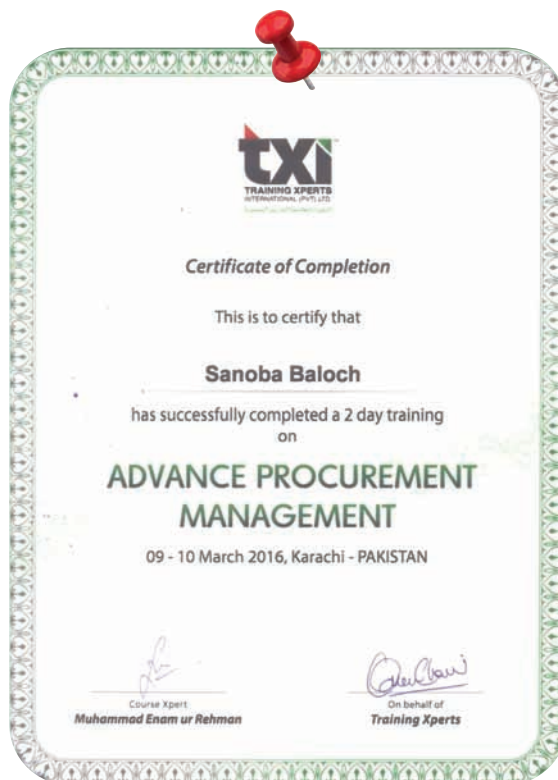 txi
TRAINING XPERTS
INTERNATIONAL (PVT) LTD
Certificate of Completion
This is to certify that
Sanoba Baloch
has successfully completed a 2 day training
on
ADVANCE PROCUREMENT
MANAGEMENT
09 - 10 March 2016, Karachi - PAKISTAN
Course Xpert
Muhammad Enam ur Rehman
On behalf of
Training Xperts